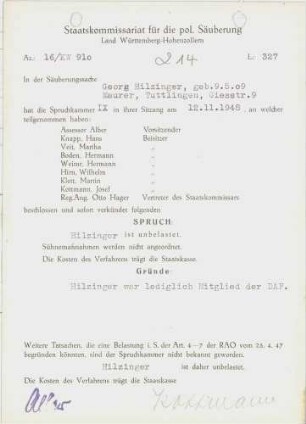 Staatskommissariat für die pol. Säuberung
Land Württemberg-Hohenzollern
Az: 16/KN 910 214 L: 327
In der Säuberungssache
Georg Hilzinger, geb.9.5.09
Maurer, Tuttlingen, Olesstr.9
hat die Spruchkammer IX in ihrer Sitzung am 12.11.1948, an welcher
teilgenommen haben:
Assessor Alber Vorsitzender
Knapp, Hans Beisitzer
Veit, Martha "
Boden, Hermann "
Weiner, Hermann "
Hirn, Wilhelm "
Kleit, Martin "
Kottmann, Josef "
Reg.Ang. Otto Hager Vertreter des Staatskommissars
beschlossen und sofort verkündet folgenden
SPRUCH
Hilzinger ist unbelastet.
Sühnemaßnahmen werden nicht angeordnet.
Die Kosten des Verfahrens trägt die Staatskasse.
Gründe
Hilzinger war lediglich Mitglied der DAF.
Weitere Tatsachen, die eine Belastung i. S. der Art. 4–7 der RAO vom 25. 4. 47
begründen könnten, sind der Spruchkammer nicht bekannt geworden.
Hilzinger ist daher unbelastet.
Die Kosten des Verfahrens trägt die Staatskasse
Kottmann